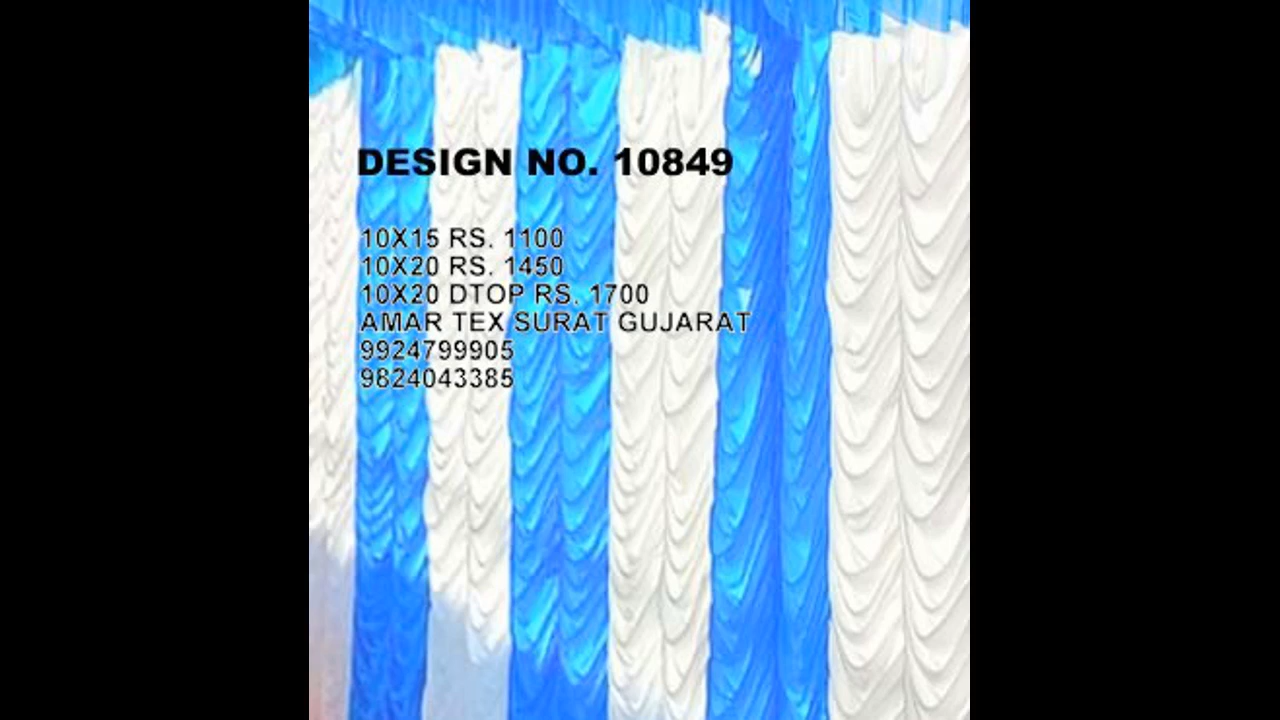 DESIGN NO. 10849
10X15 RS. 1100
10X20 RS. 1450
10X20 DTOP RS. 1700
AMAR TEX SURAT GUJARAT
9924799905
9824043385